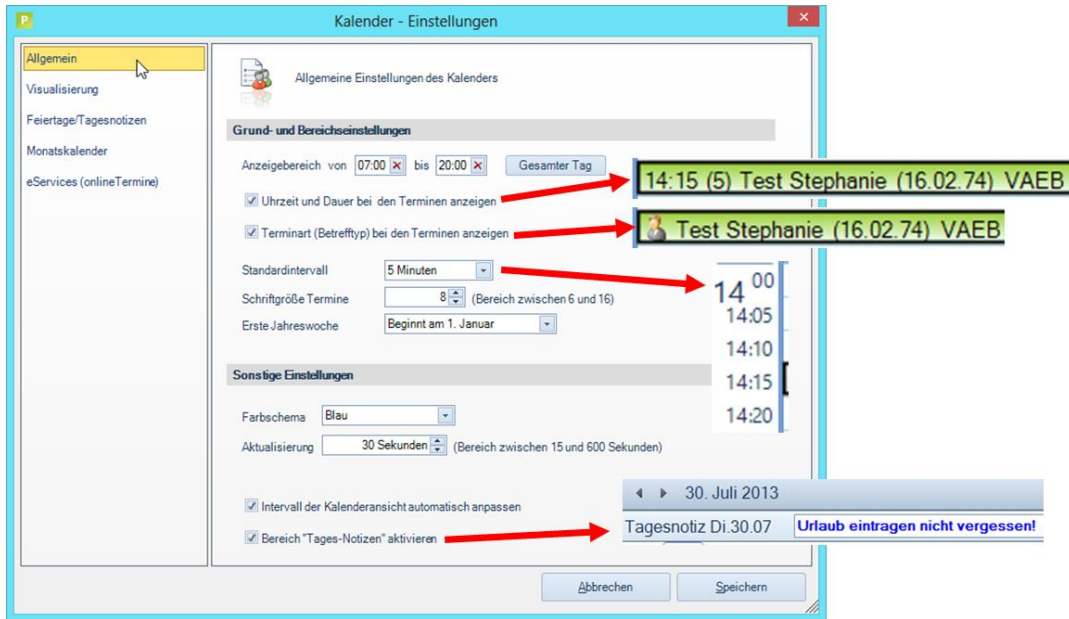 P
Kalender - Einstellungen
Allgemein
Visualisierung
Feiertage/Tagesnotizen
Monatskalender
eServices (onlineTermine)
Allgemeine Einstellungen des Kalenders
Grund- und Bereichseinstellungen
Anzeigebereich von 07:00 bis 20:00 Gesamter Tag
Uhrzeit und Dauer bei den Terminen anzeigen
14:15 (5) Test Stephanie (16.02.74) VAEB
Terminart (Betrefftyp) bei den Terminen anzeigen
Test Stephanie (16.02.74) VAEB
Standardintervall 5 Minuten
Schriftgröße Termine 8 (Bereich zwischen 6 und 16)
Erste Jahreswoche Beginnt am 1. Januar
14 00
14:05
14:10
14:15
14:20
Sonstige Einstellungen
Farbschema Blau
Aktualisierung 30 Sekunden (Bereich zwischen 15 und 600 Sekunden)
Intervall der Kalenderansicht automatisch anpassen
Bereich "Tages-Notizen" aktivieren
30. Juli 2013
Tagesnotiz Di.30.07 Urlaub eintragen nicht vergessen!
Abbrechen Speichern